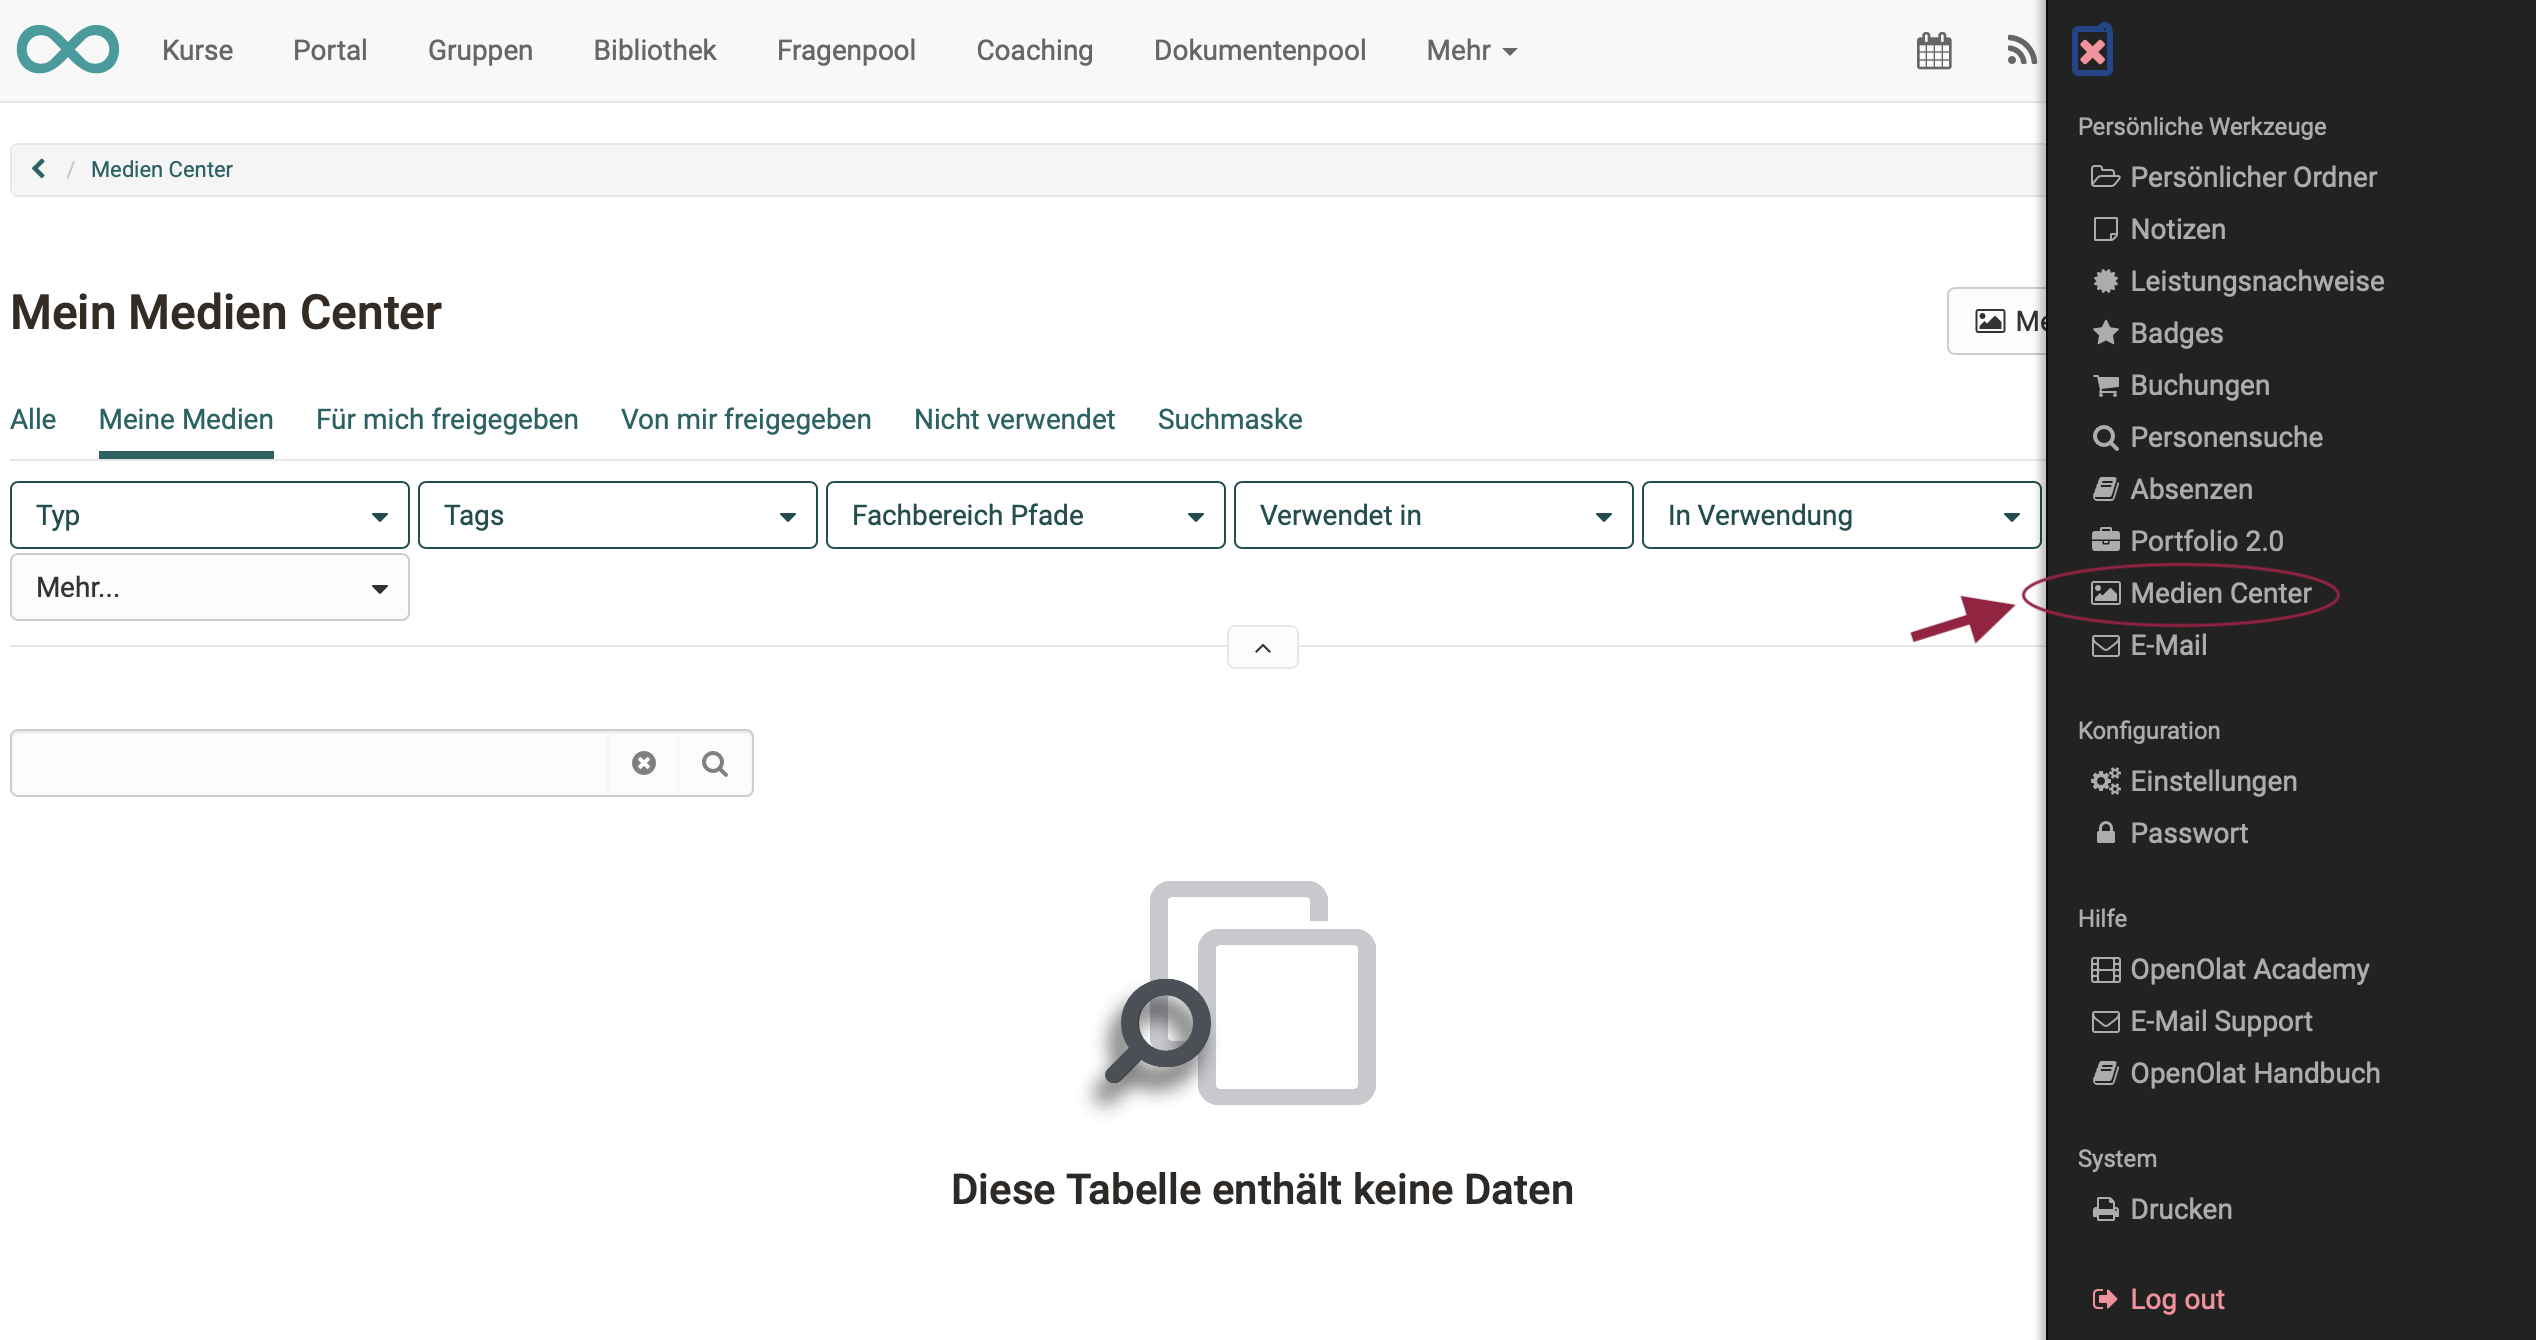 Kurse Portal Gruppen Bibliothek Fragenpool Coaching Dokumentenpool Mehr
/ Medien Center
Mein Medien Center
Me
Alle Meine Medien Für mich freigegeben Von mir freigegeben Nicht verwendet Suchmaske
Typ Tags Fachbereich Pfade Verwendet in In Verwendung
Mehr...
Diese Tabelle enthält keine Daten
Persönliche Werkzeuge
Persönlicher Ordner
Notizen
Leistungsnachweise
Badges
Buchungen
Personensuche
Absenzen
Portfolio 2.0
Medien Center
E-Mail
Konfiguration
Einstellungen
Passwort
Hilfe
OpenOlat Academy
E-Mail Support
OpenOlat Handbuch
System
Drucken
Log out